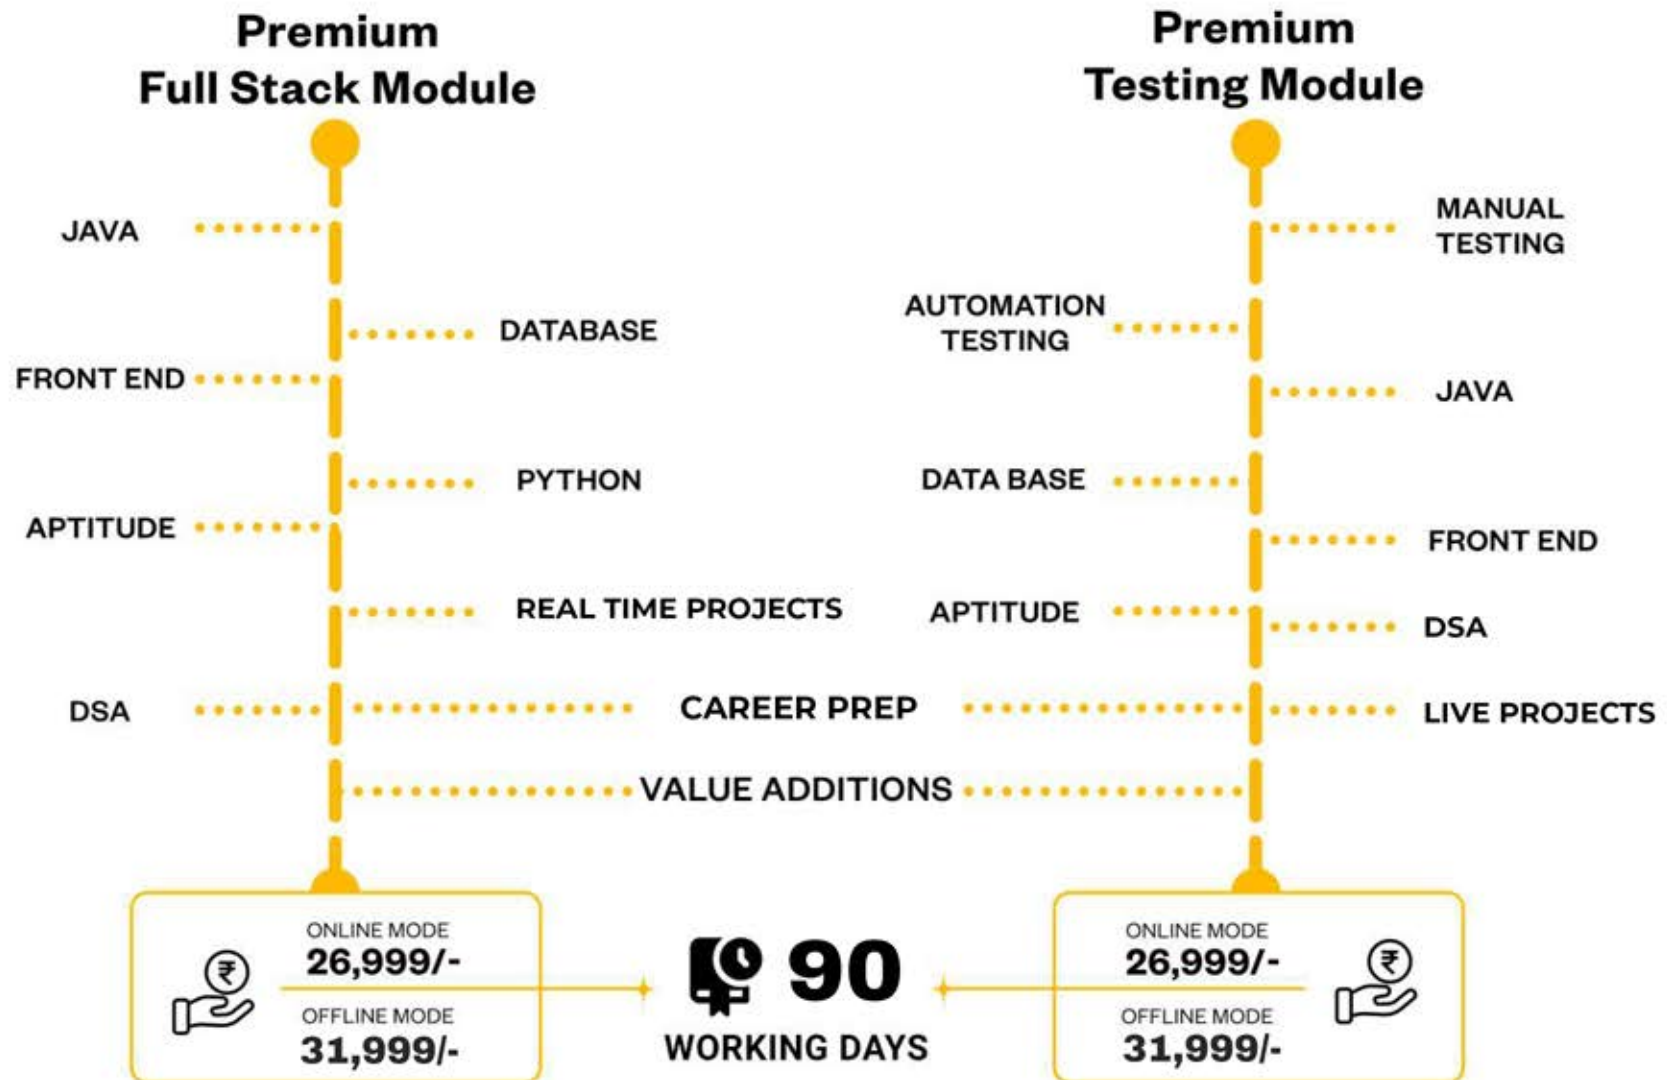 Premium
Full Stack Module
JAVA
DATABASE
FRONT END
PYTHON
APTITUDE
REAL TIME PROJECTS
DSA
Premium
Testing Module
MANUAL
TESTING
AUTOMATION
TESTING
JAVA
DATA BASE
FRONT END
APTITUDE
DSA
LIVE PROJECTS
CAREER PREP
VALUE ADDITIONS
₹
ONLINE MODE
26,999/-
OFFLINE MODE
31,999/-
90
WORKING DAYS
ONLINE MODE
26,999/-
OFFLINE MODE
31,999/-
₹